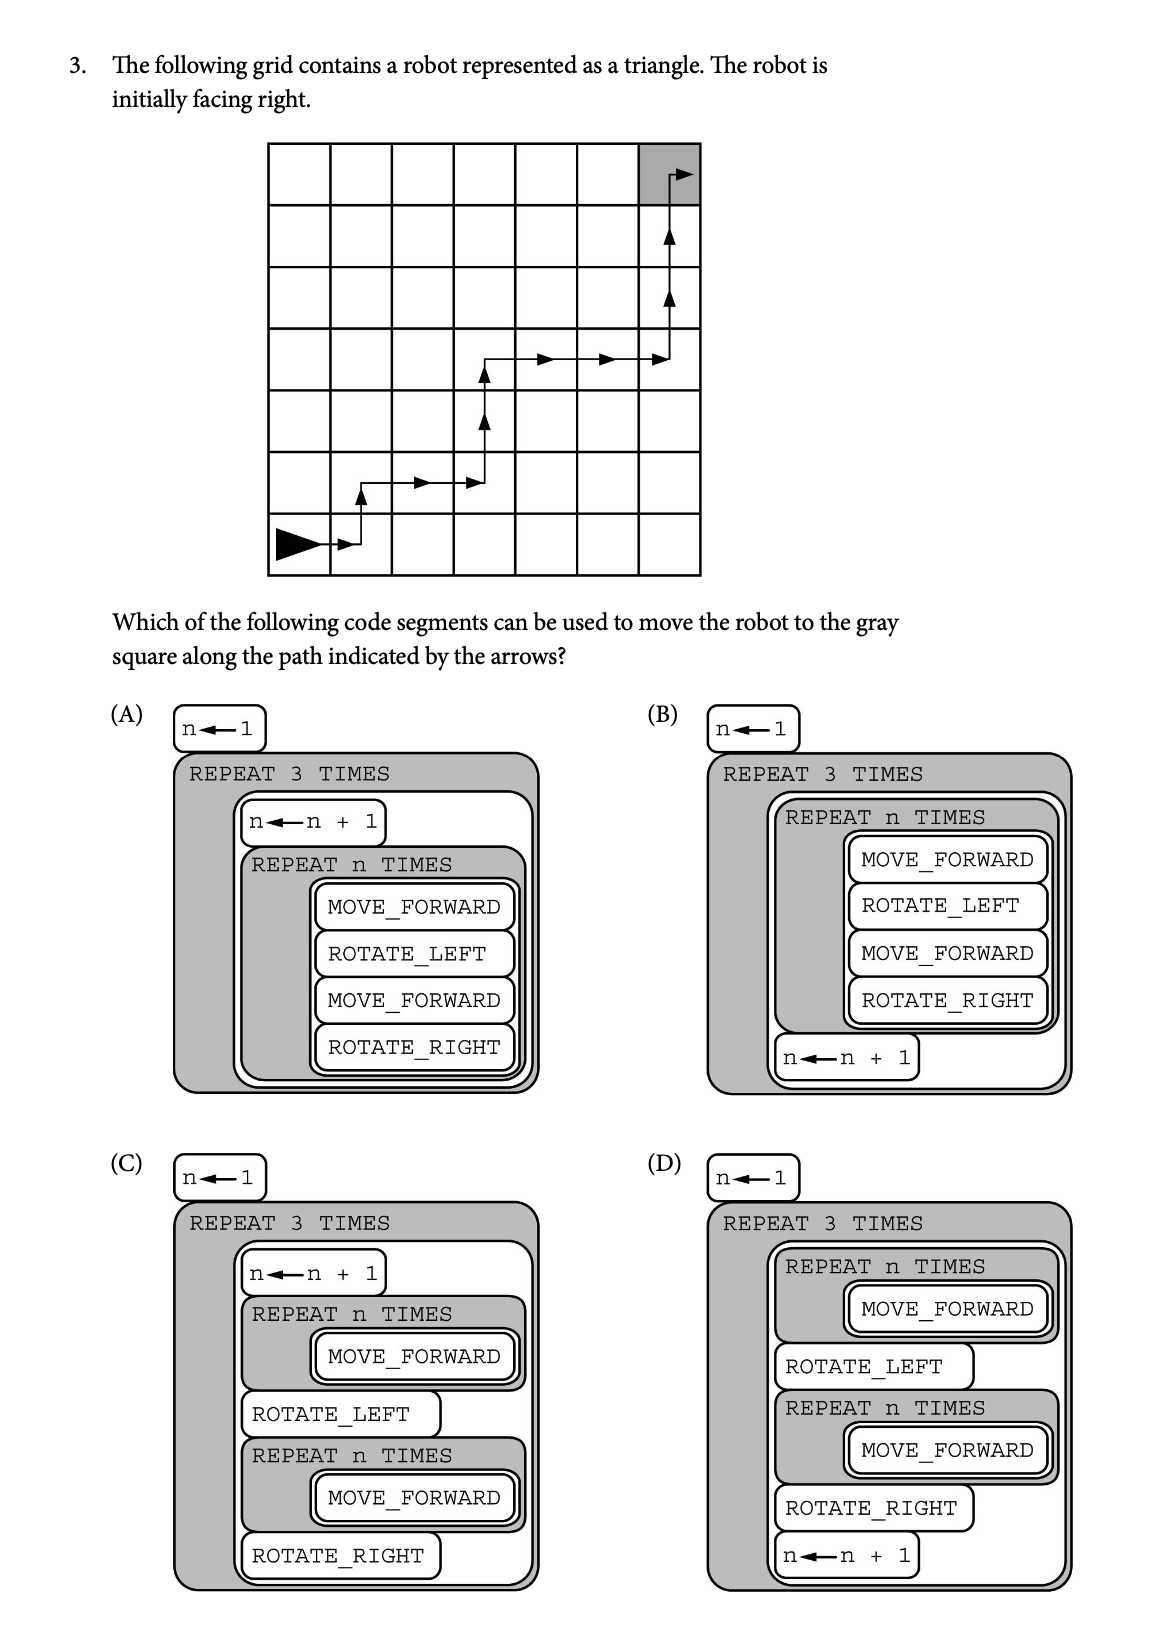 3. The following grid contains a robot represented as a triangle. The robot is
initially facing right.
Which of the following code segments can be used to move the robot to the gray
square along the path indicated by the arrows?
(A)
n ← 1
REPEAT 3 TIMES
n ← n + 1
REPEAT n TIMES
MOVE_FORWARD
ROTATE_LEFT
MOVE_FORWARD
ROTATE_RIGHT
(B)
n ← 1
REPEAT 3 TIMES
REPEAT n TIMES
MOVE_FORWARD
ROTATE_LEFT
MOVE_FORWARD
ROTATE_RIGHT
n ← n + 1
(C)
n ← 1
REPEAT 3 TIMES
n ← n + 1
REPEAT n TIMES
MOVE_FORWARD
ROTATE_LEFT
REPEAT n TIMES
MOVE_FORWARD
ROTATE_RIGHT
(D)
n ← 1
REPEAT 3 TIMES
REPEAT n TIMES
MOVE_FORWARD
ROTATE_LEFT
REPEAT n TIMES
MOVE_FORWARD
ROTATE_RIGHT
n ← n + 1